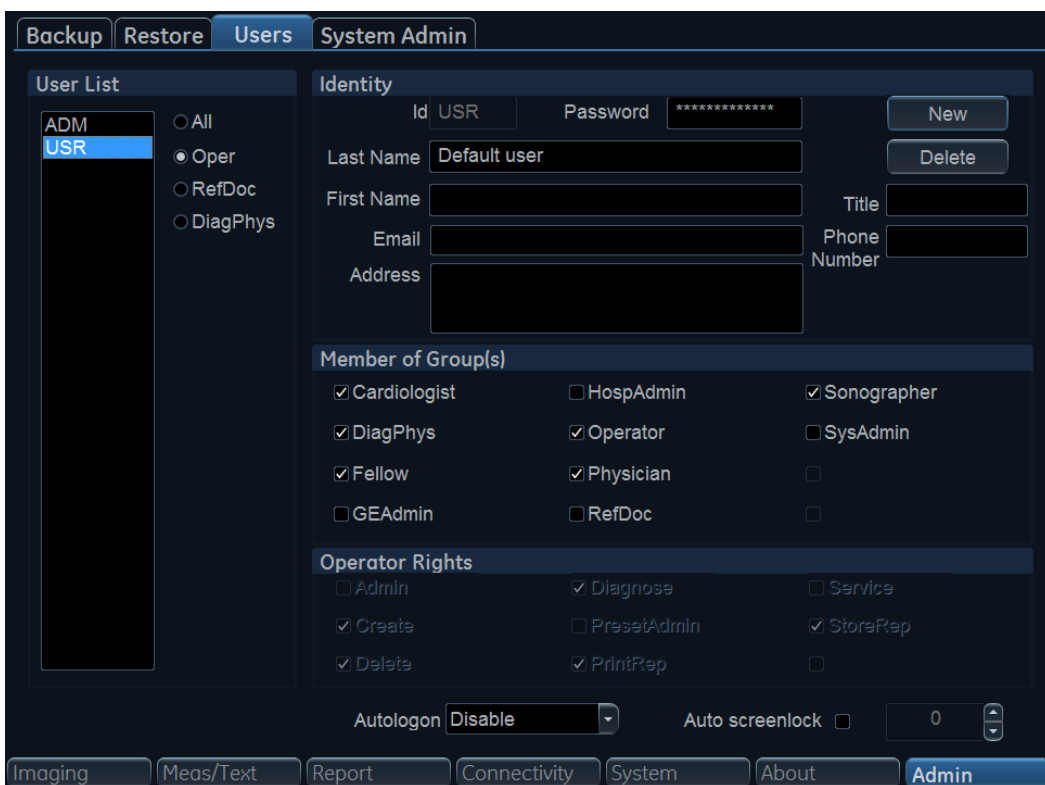 Backup Restore Users System Admin
User List
ADM
USR
All
Oper
RefDoc
DiagPhys
Identity
Id USR Password ************* New
Last Name Default user Delete
First Name Title
Email Phone Number
Address
Member of Group(s)
Cardiologist HospAdmin Sonographer
DiagPhys Operator SysAdmin
Fellow Physician
GEAdmin RefDoc
Operator Rights
Admin Diagnose Service
Create PresetAdmin StoreRep
Delete PrintRep
Autologon Disable Auto screenlock 0
Imaging Meas/Text Report Connectivity System About Admin